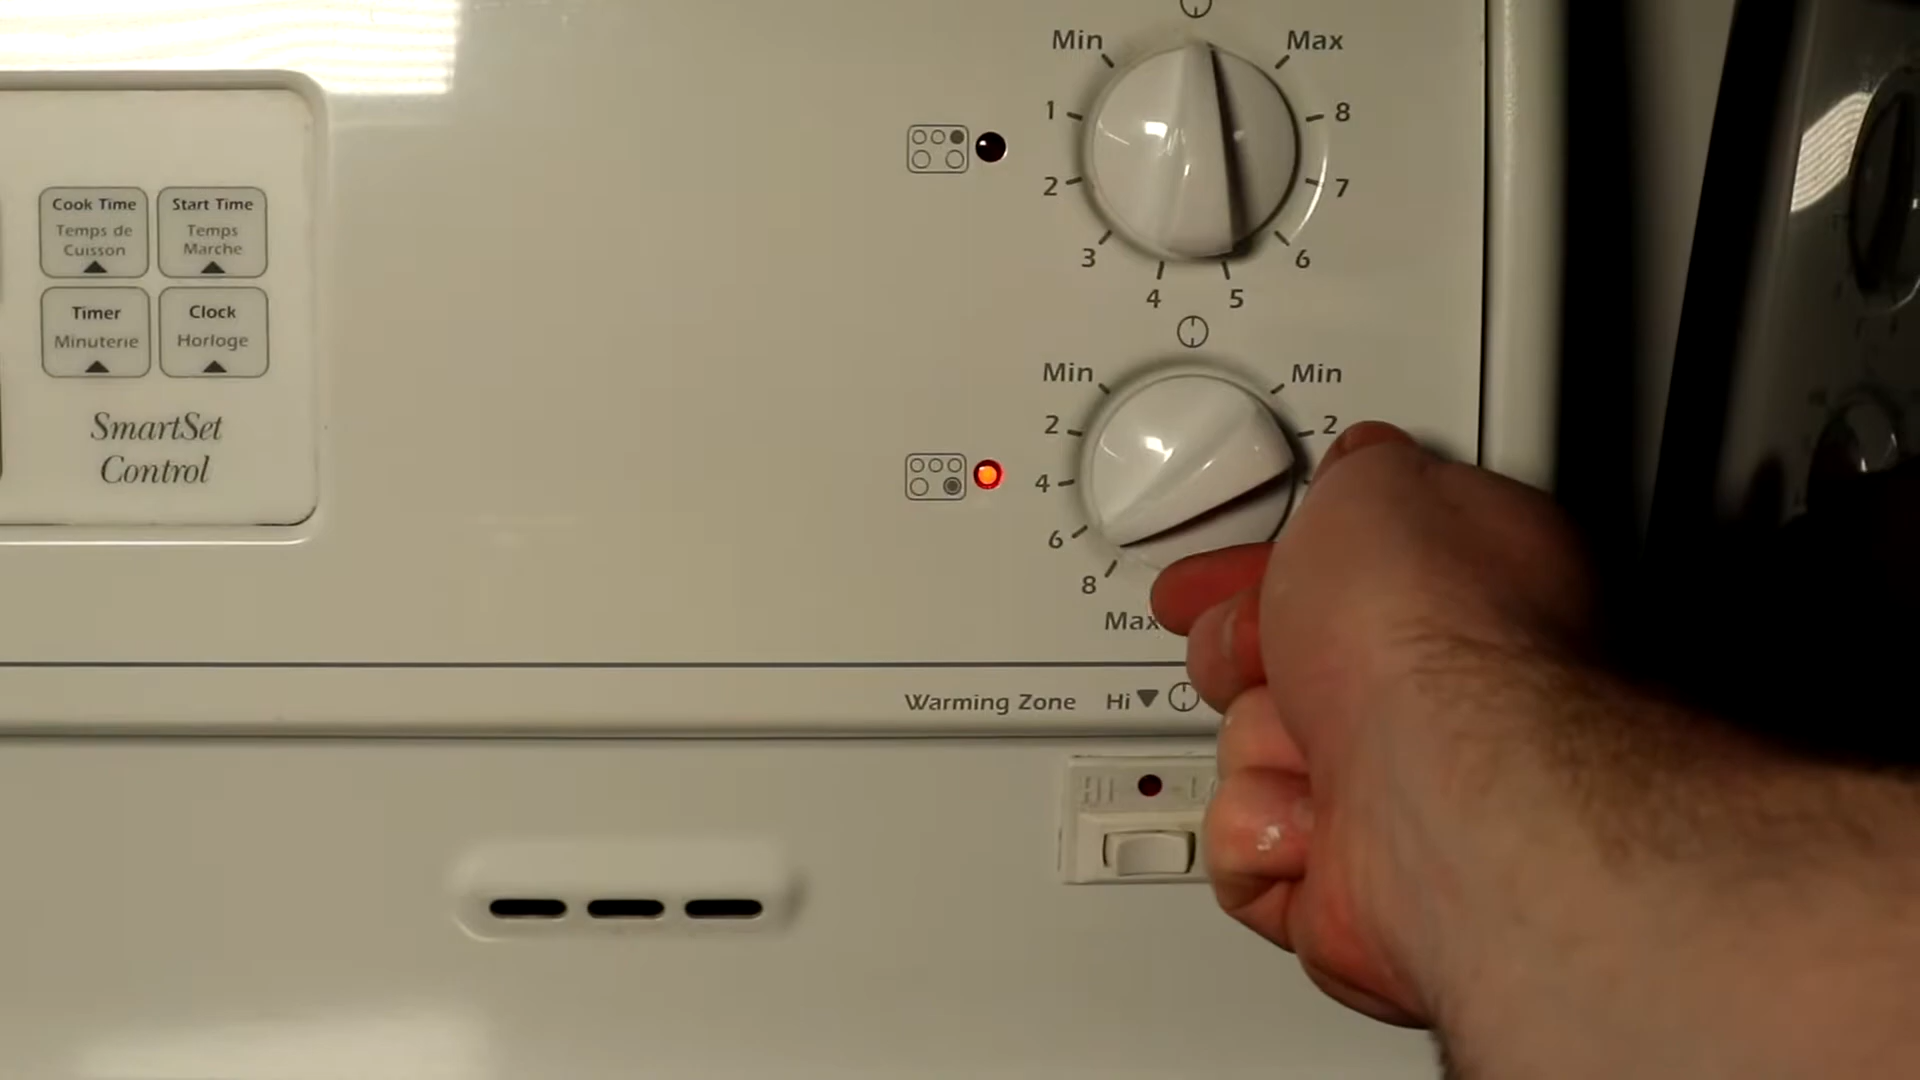 Min
Max
1
8
2
7
3
6
4
5
Cook Time
Temps de
Cuisson
Start Time
Temps
Marche
Timer
Minuterie
Clock
Horloge
SmartSet
Control
Min
Min
2
2
4
6
8
Max
Warming Zone Hi
HI